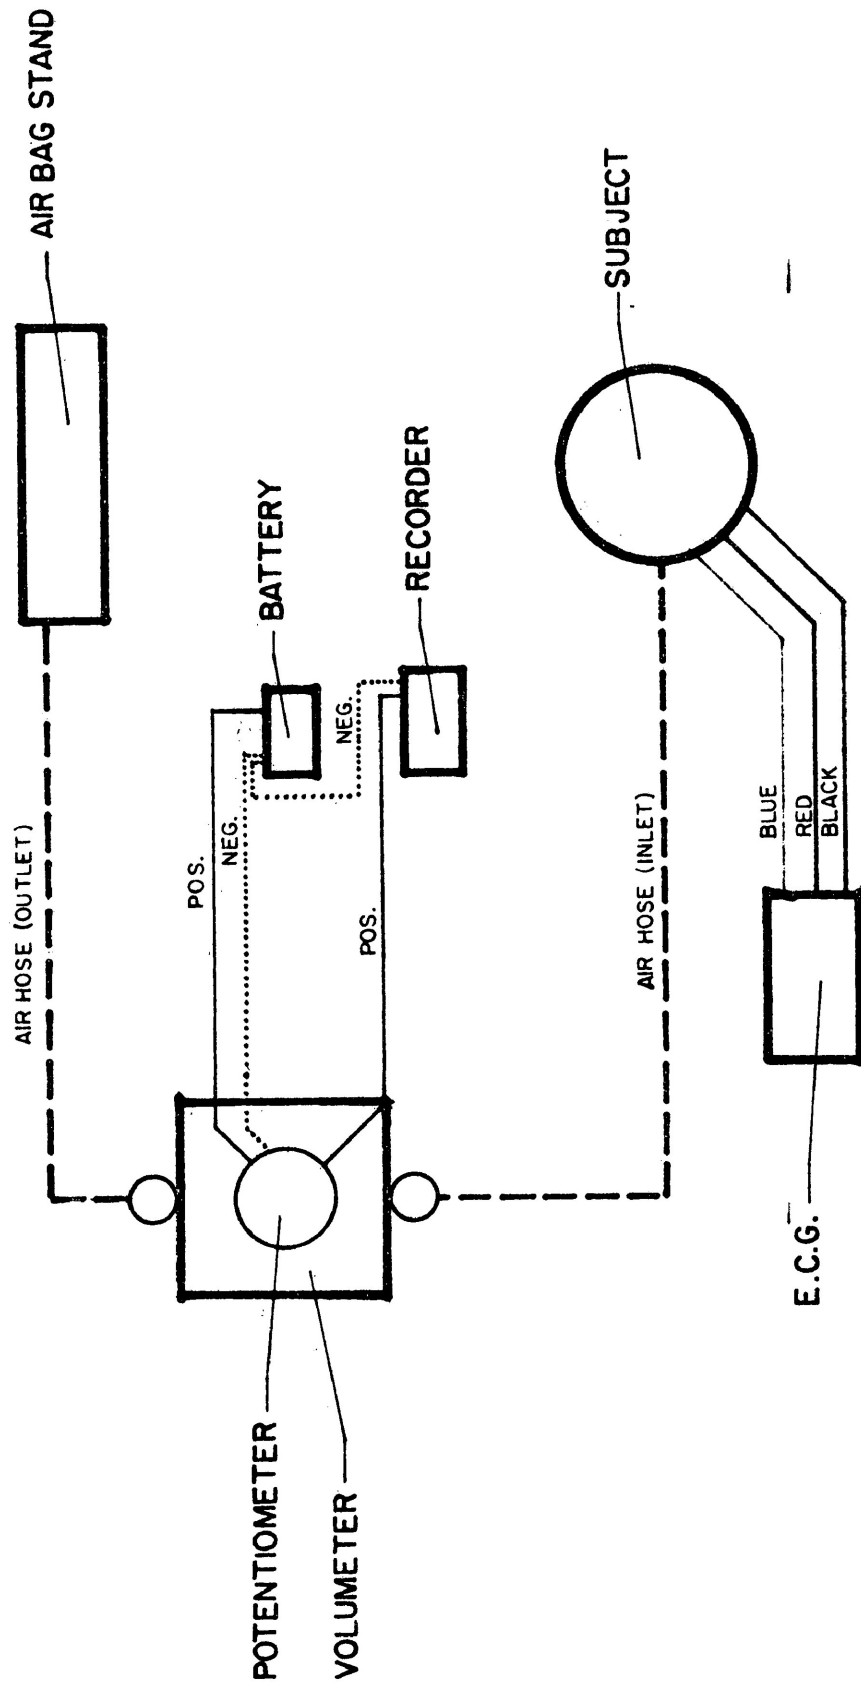 POTENTIOMETER
VOLUMETER
AIR HOSE (OUTLET)
AIR BAG STAND
POS.
NEG.
BATTERY
NEG.
POS.
RECORDER
AIR HOSE (INLET)
SUBJECT
BLUE
RED
BLACK
E.C.G.